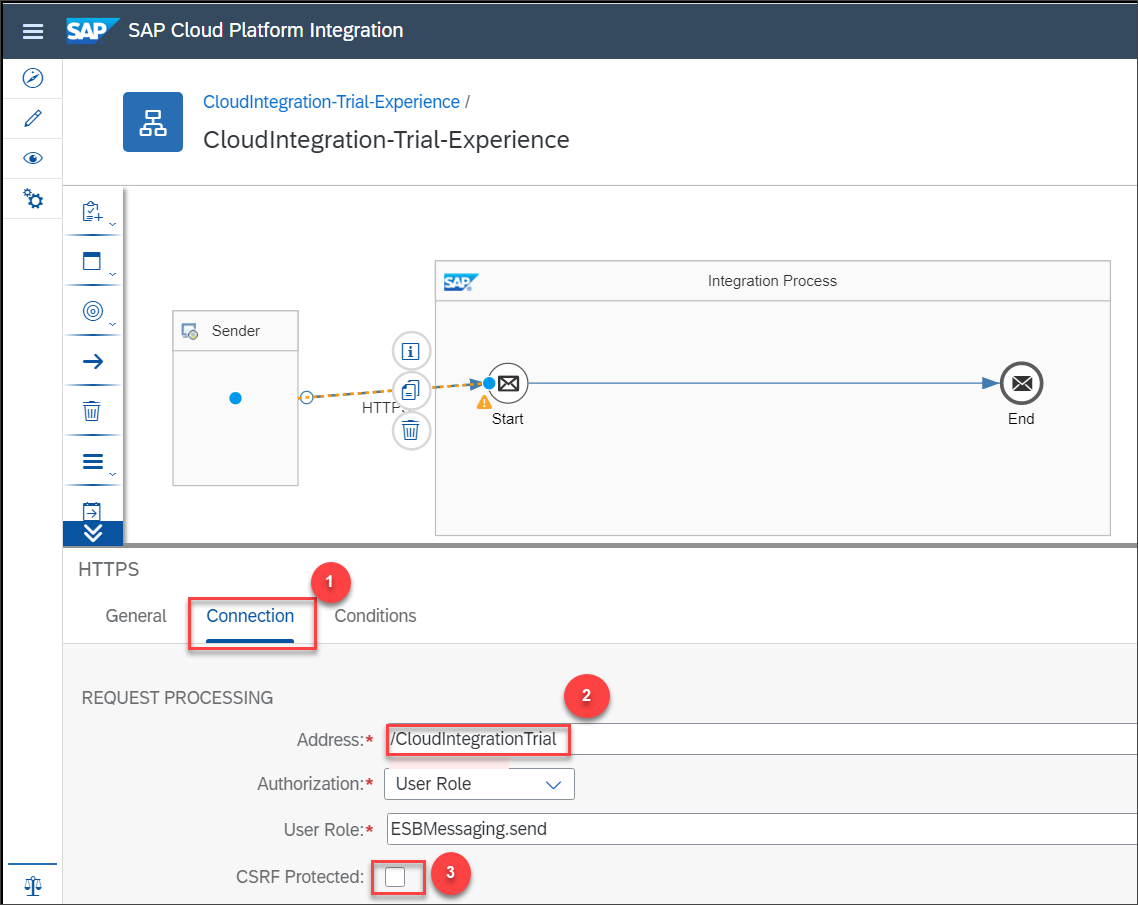 SAP SAP Cloud Platform Integration
CloudIntegration-Trial-Experience /
CloudIntegration-Trial-Experience
SAP Integration Process
Sender
HTTPS
Start
End
HTTPS
1
General Connection Conditions
REQUEST PROCESSING
2
Address:* /CloudIntegrationTrial
Authorization:* User Role
User Role:* ESBMessaging.send
CSRF Protected: 3